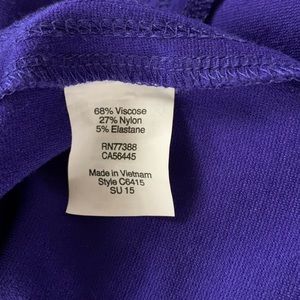 68% Viscose
27% Nylon
5% Elastane
RN77388
CA56445
Made in Vietnam
Style C6415
SU 15